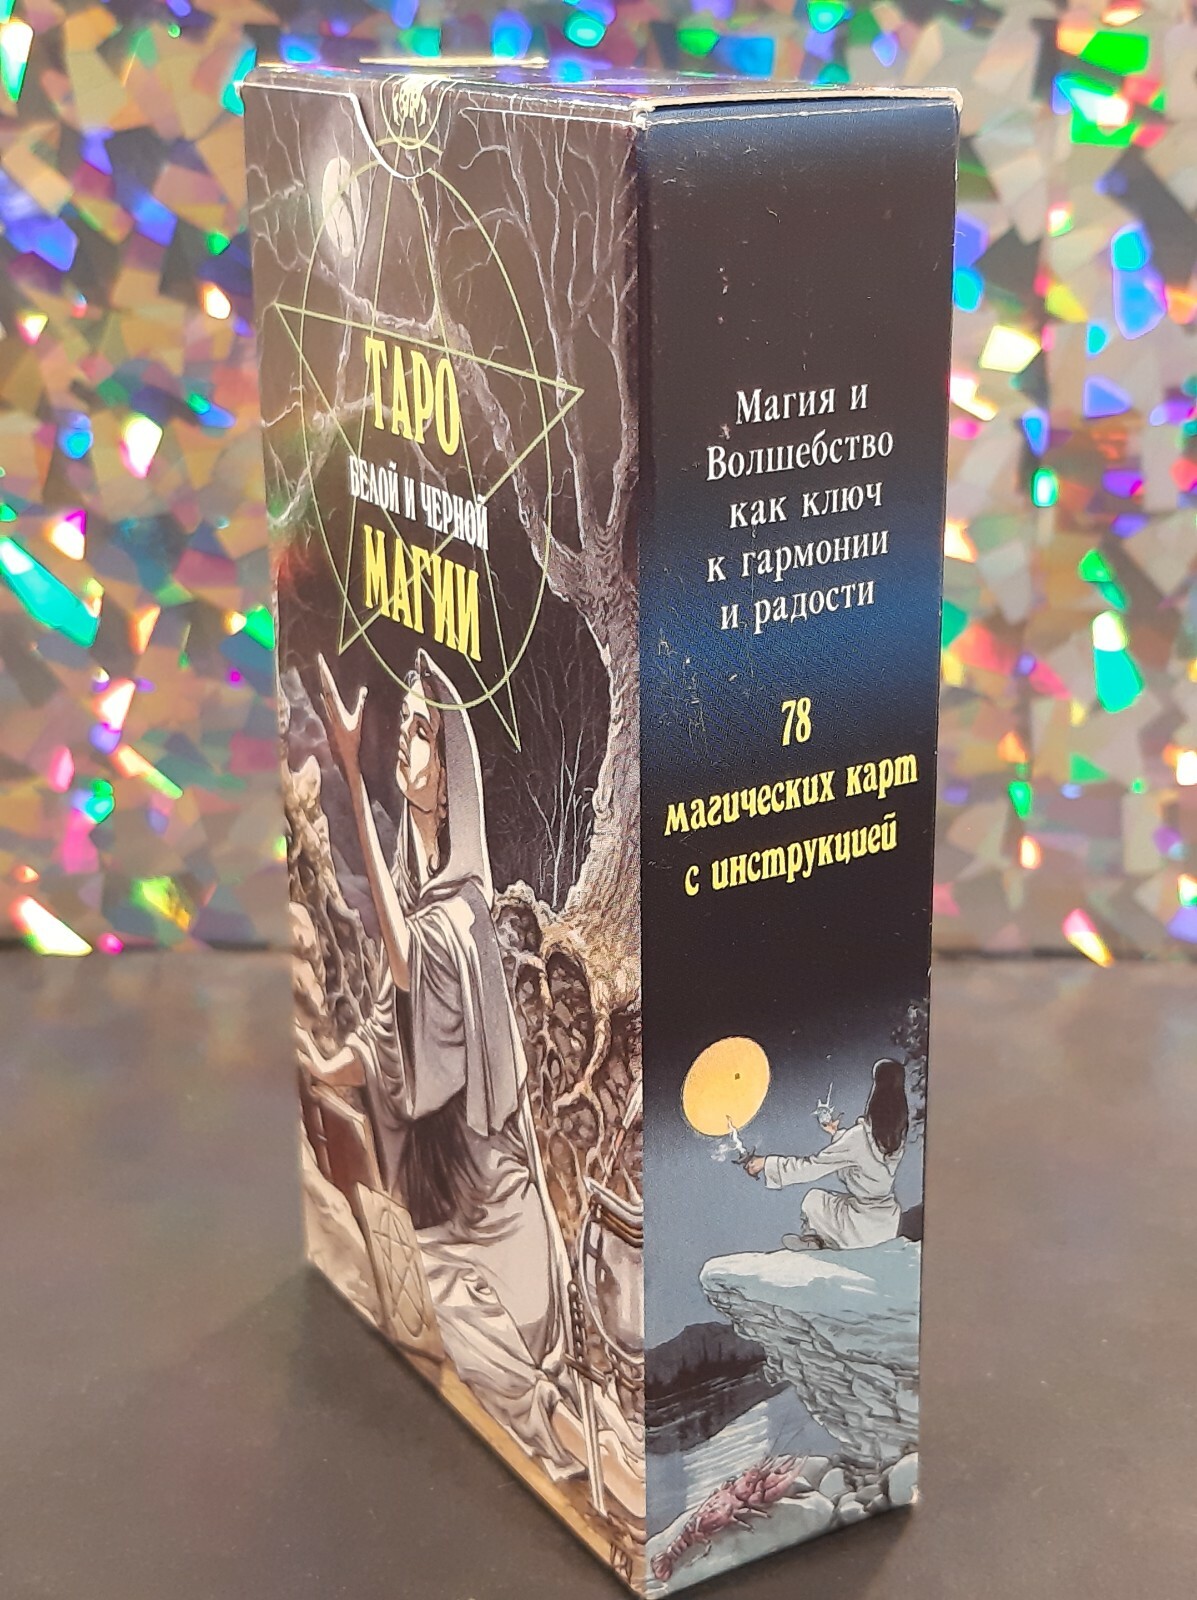 ТАРО
БЕЛОЙ И ЧЕРНОЙ
МАГИИ
Магия и
Волшебство
как ключ
к гармонии
и радости
78
магических карт
с инструкцией